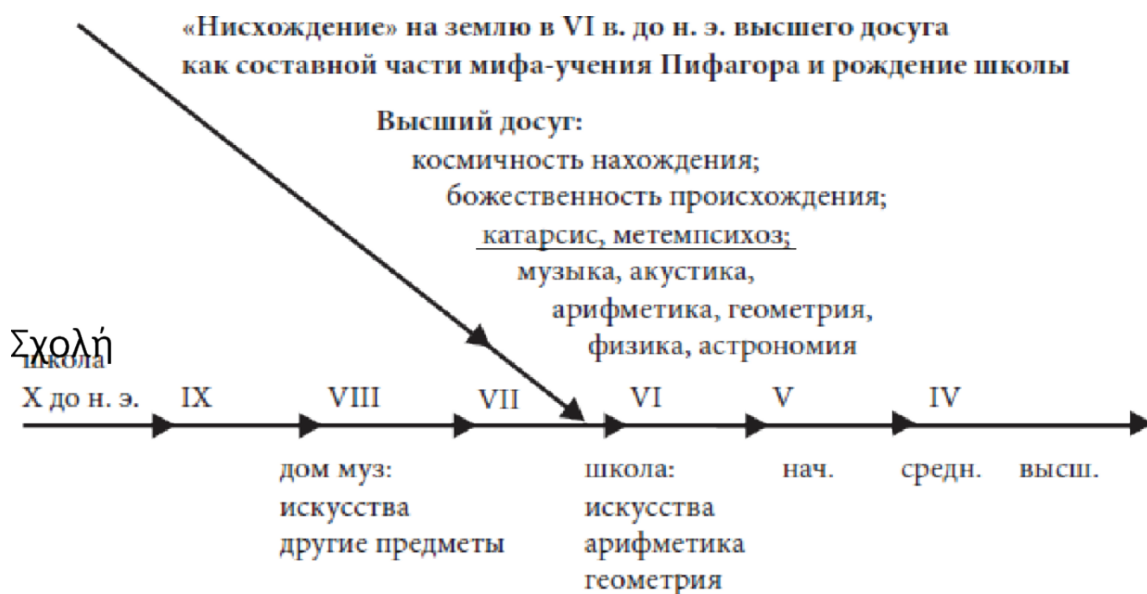 «Нисхождение» на землю в VI в. до н. э. высшего досуга
как составной части мифа-учения Пифагора и рождение школы
Высший досуг:
космичность нахождения;
божественность происхождения;
катарсис, метемпсихоз;
музыка, акустика,
арифметика, геометрия,
физика, астрономия
Σχολή
школа
X до н. э. IX VIII VII VI V IV
дом муз: школа: нач. средн. высш.
искусства искусства
другие предметы арифметика
геометрия